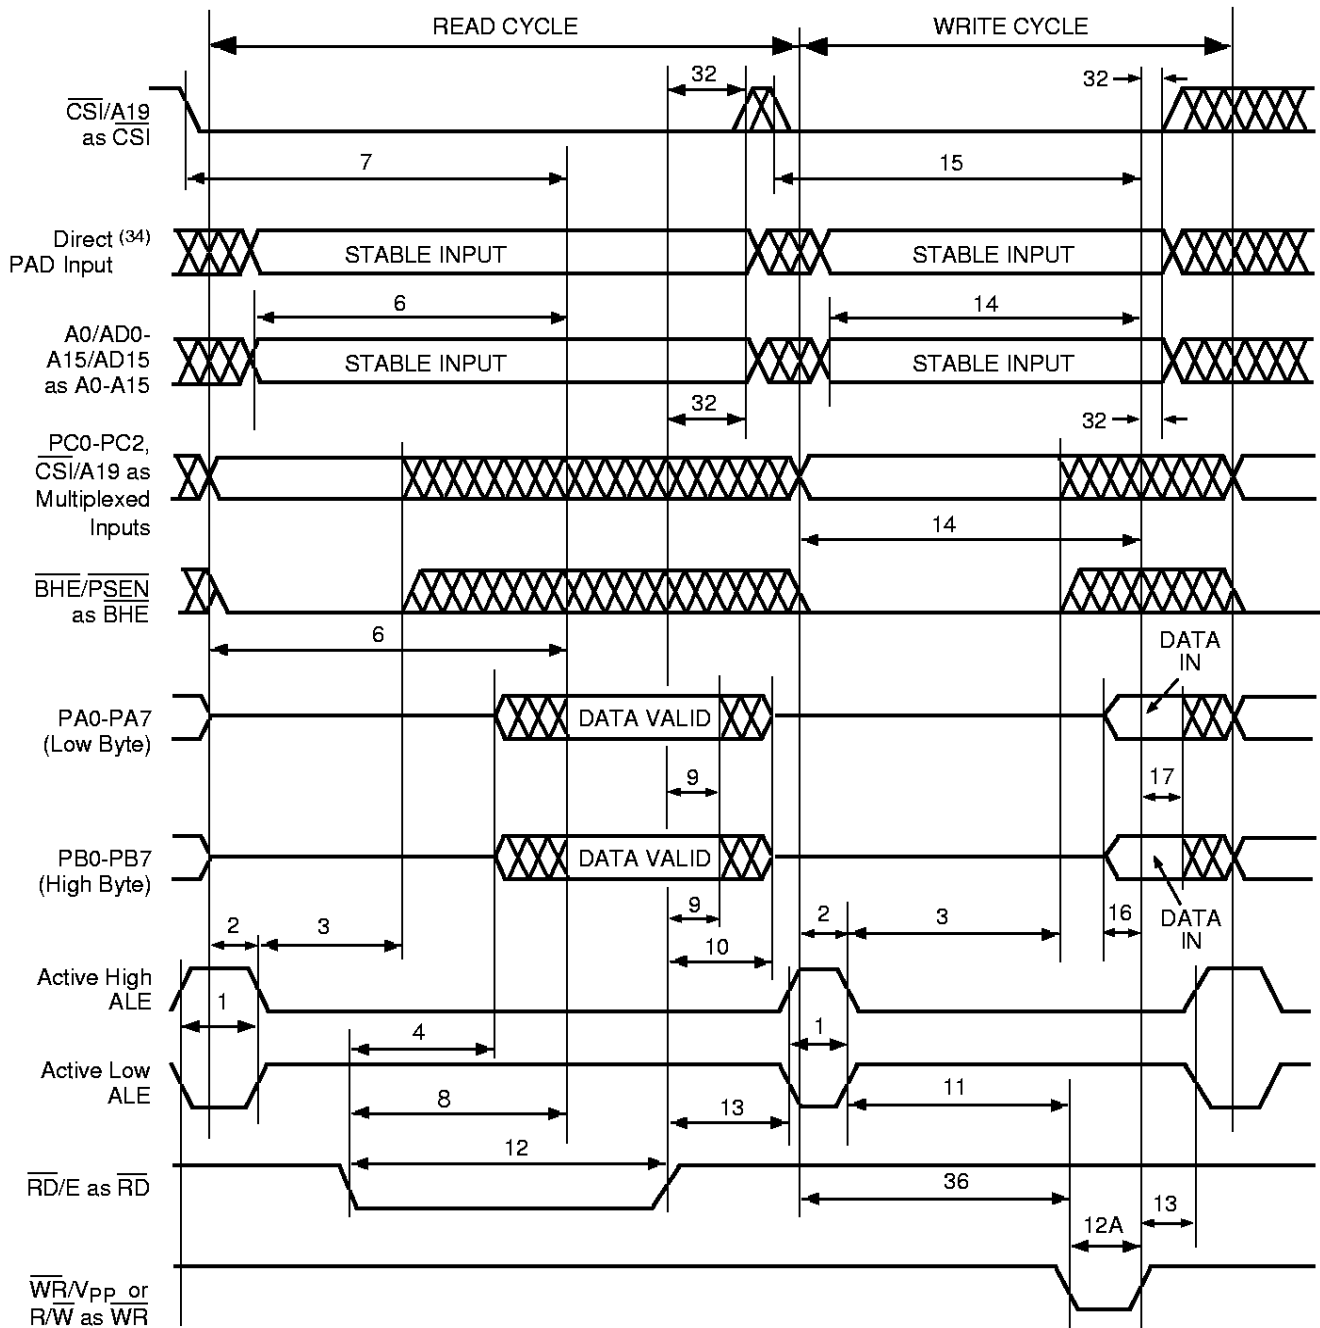 READ CYCLE
WRITE CYCLE
32
32
CSI/A19
as CSI
7
15
Direct (34)
PAD Input
STABLE INPUT
STABLE INPUT
6
14
A0/AD0-
A15/AD15
as A0-A15
STABLE INPUT
STABLE INPUT
32
32
PC0-PC2,
CSI/A19 as
Multiplexed
Inputs
14
BHE/PSEN
as BHE
6
DATA
IN
PA0-PA7
(Low Byte)
DATA VALID
9
17
PB0-PB7
(High Byte)
DATA VALID
9
16
DATA
IN
2
3
10
2
3
Active High
ALE
1
4
1
Active Low
ALE
8
13
11
12
RD/E as RD
36
12A
13
WR/VPP or
R/W as WR